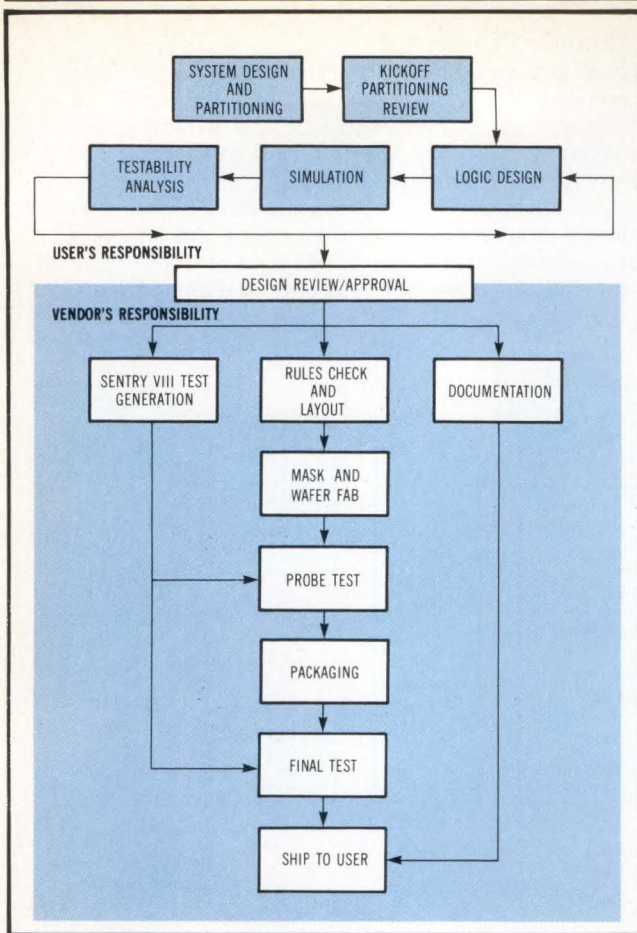 SYSTEM DESIGN
AND
PARTITIONING
KICKOFF
PARTITIONING
REVIEW
TESTABILITY
ANALYSIS
SIMULATION
LOGIC DESIGN
USER'S RESPONSIBILITY
DESIGN REVIEW/APPROVAL
VENDOR'S RESPONSIBILITY
SENTRY VIII TEST
GENERATION
RULES CHECK
AND
LAYOUT
DOCUMENTATION
MASK AND
WAFER FAB
PROBE TEST
PACKAGING
FINAL TEST
SHIP TO USER